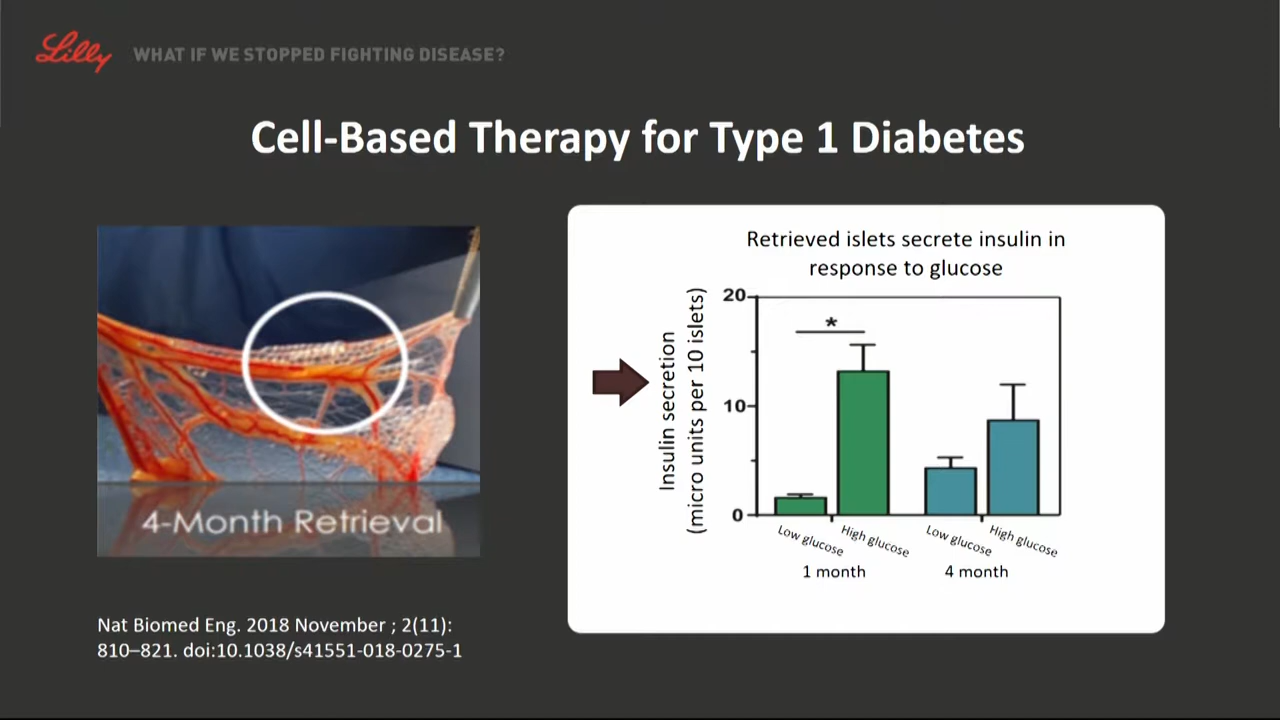 Lilly WHAT IF WE STOPPED FIGHTING DISEASE?
Cell-Based Therapy for Type 1 Diabetes
4-Month Retrieval
Nat Biomed Eng. 2018 November ; 2(11):
810–821. doi:10.1038/s41551-018-0275-1
Retrieved islets secrete insulin in
response to glucose
Insulin secretion
(micro units per 10 islets)
20
10
0
*
Low glucose
High glucose
Low glucose
High glucose
1 month
4 month